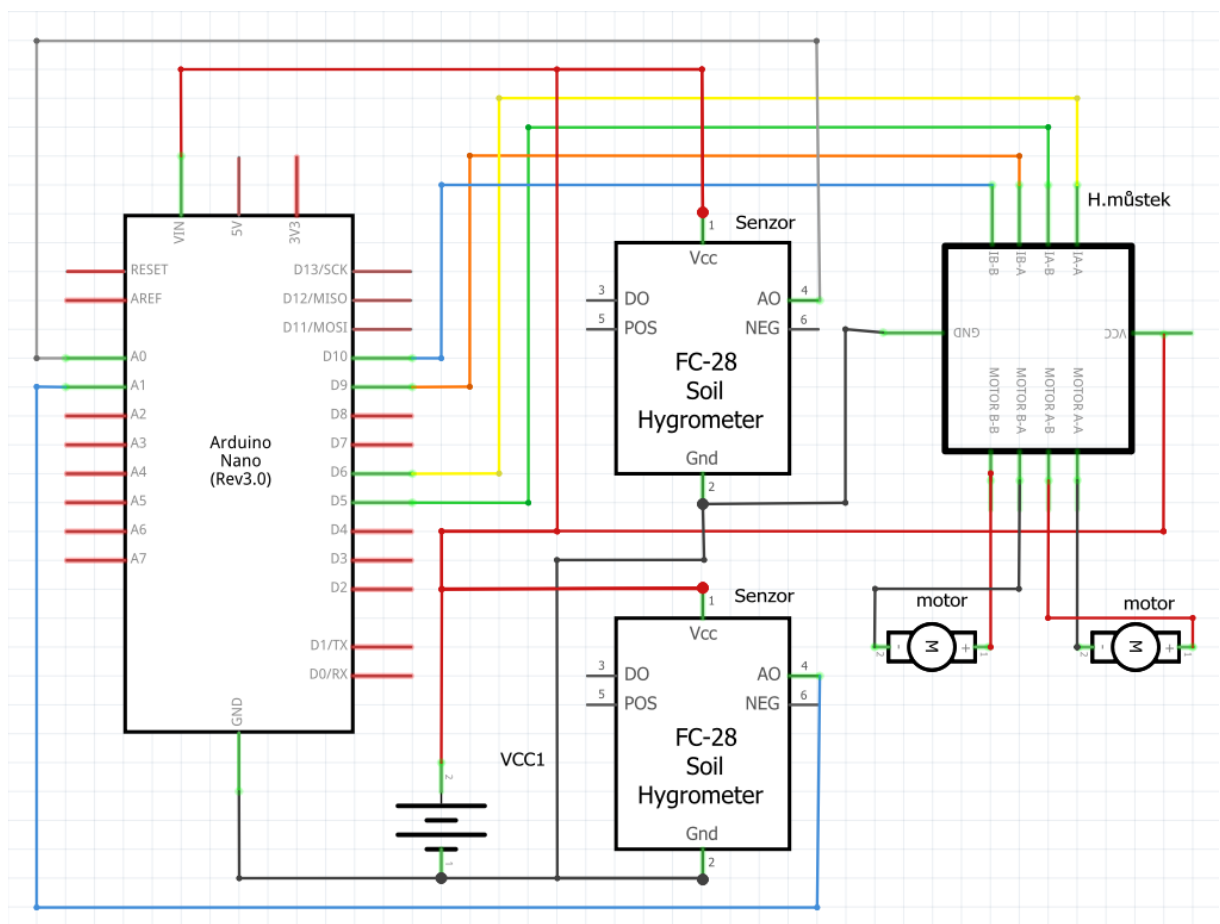 VIN
5V
3V3
RESET
AREF
A0
A1
A2
A3
A4
A5
A6
A7
D13/SCK
D12/MISO
D11/MOSI
D10
D9
D8
D7
D6
D5
D4
D3
D2
D1/TX
D0/RX
Arduino
Nano
(Rev3.0)
GND
VCC1
2
1
Senzor
1
Vcc
3
DO
AO
4
5
POS
NEG
6
FC-28
Soil
Hygrometer
Gnd
2
Senzor
1
Vcc
3
DO
AO
4
5
POS
NEG
6
FC-28
Soil
Hygrometer
Gnd
2
H.můstek
IB-B
IB-A
IA-B
IA-A
GND
VCC
MOTOR B-B
MOTOR B-A
MOTOR A-B
MOTOR A-A
motor
2
-
M
+
1
motor
2
-
M
+
1